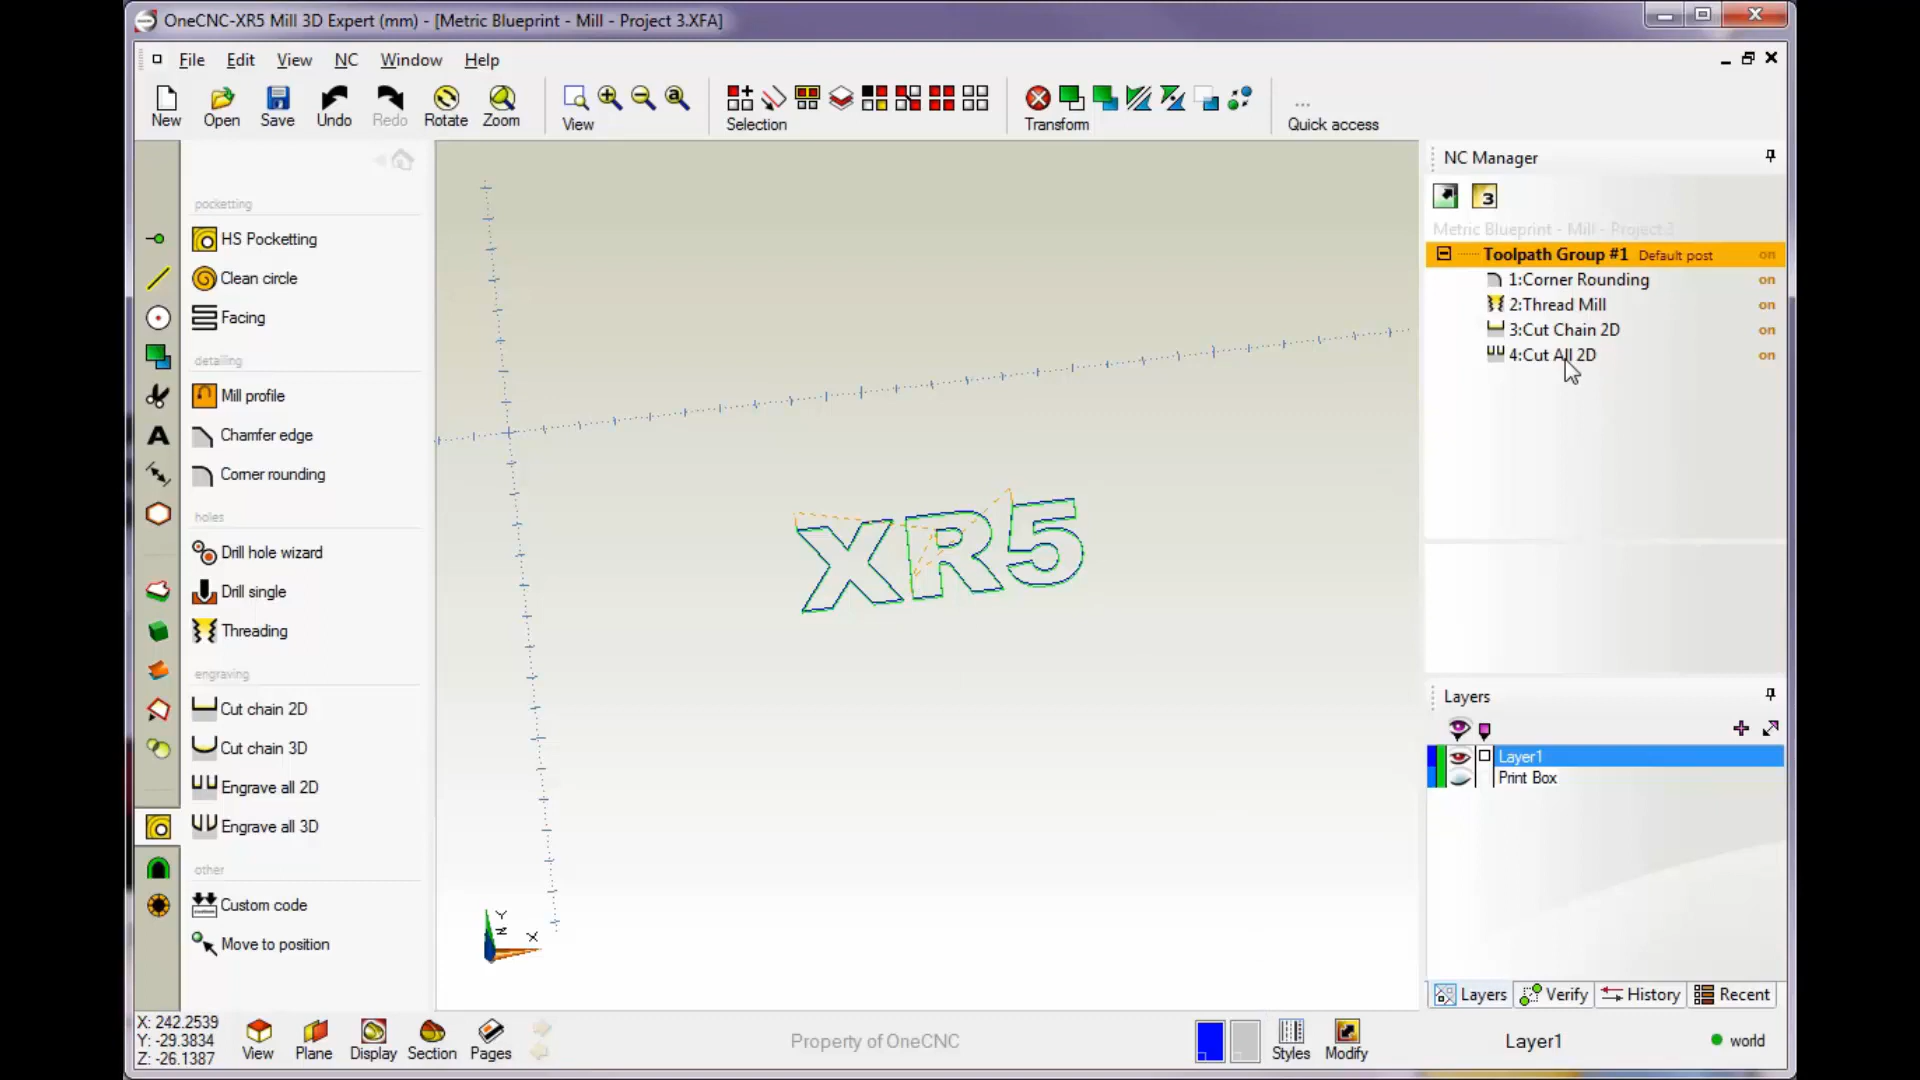 OneCNC-XR5 Mill 3D Expert (mm) - [Metric Blueprint - Mill - Project 3.XFA]
File Edit View NC Window Help
New Open Save Undo Redo Rotate Zoom View Selection Transform Quick access
pocketting
HS Pocketting
Clean circle
Facing
detailing
Mill profile
Chamfer edge
Corner rounding
holes
Drill hole wizard
Drill single
Threading
engraving
Cut chain 2D
Cut chain 3D
Engrave all 2D
Engrave all 3D
other
Custom code
Move to position
XR5
Y
Z
X
NC Manager
3
Metric Blueprint - Mill - Project 3
Toolpath Group #1 Default post on
1:Corner Rounding on
2:Thread Mill on
3:Cut Chain 2D on
4:Cut All 2D on
Layers
Layer1
Print Box
Layers Verify History Recent
X: 242.2539
Y: -29.3834
Z: -26.1387
View Plane Display Section Pages
Property of OneCNC
Styles Modify
Layer1
world